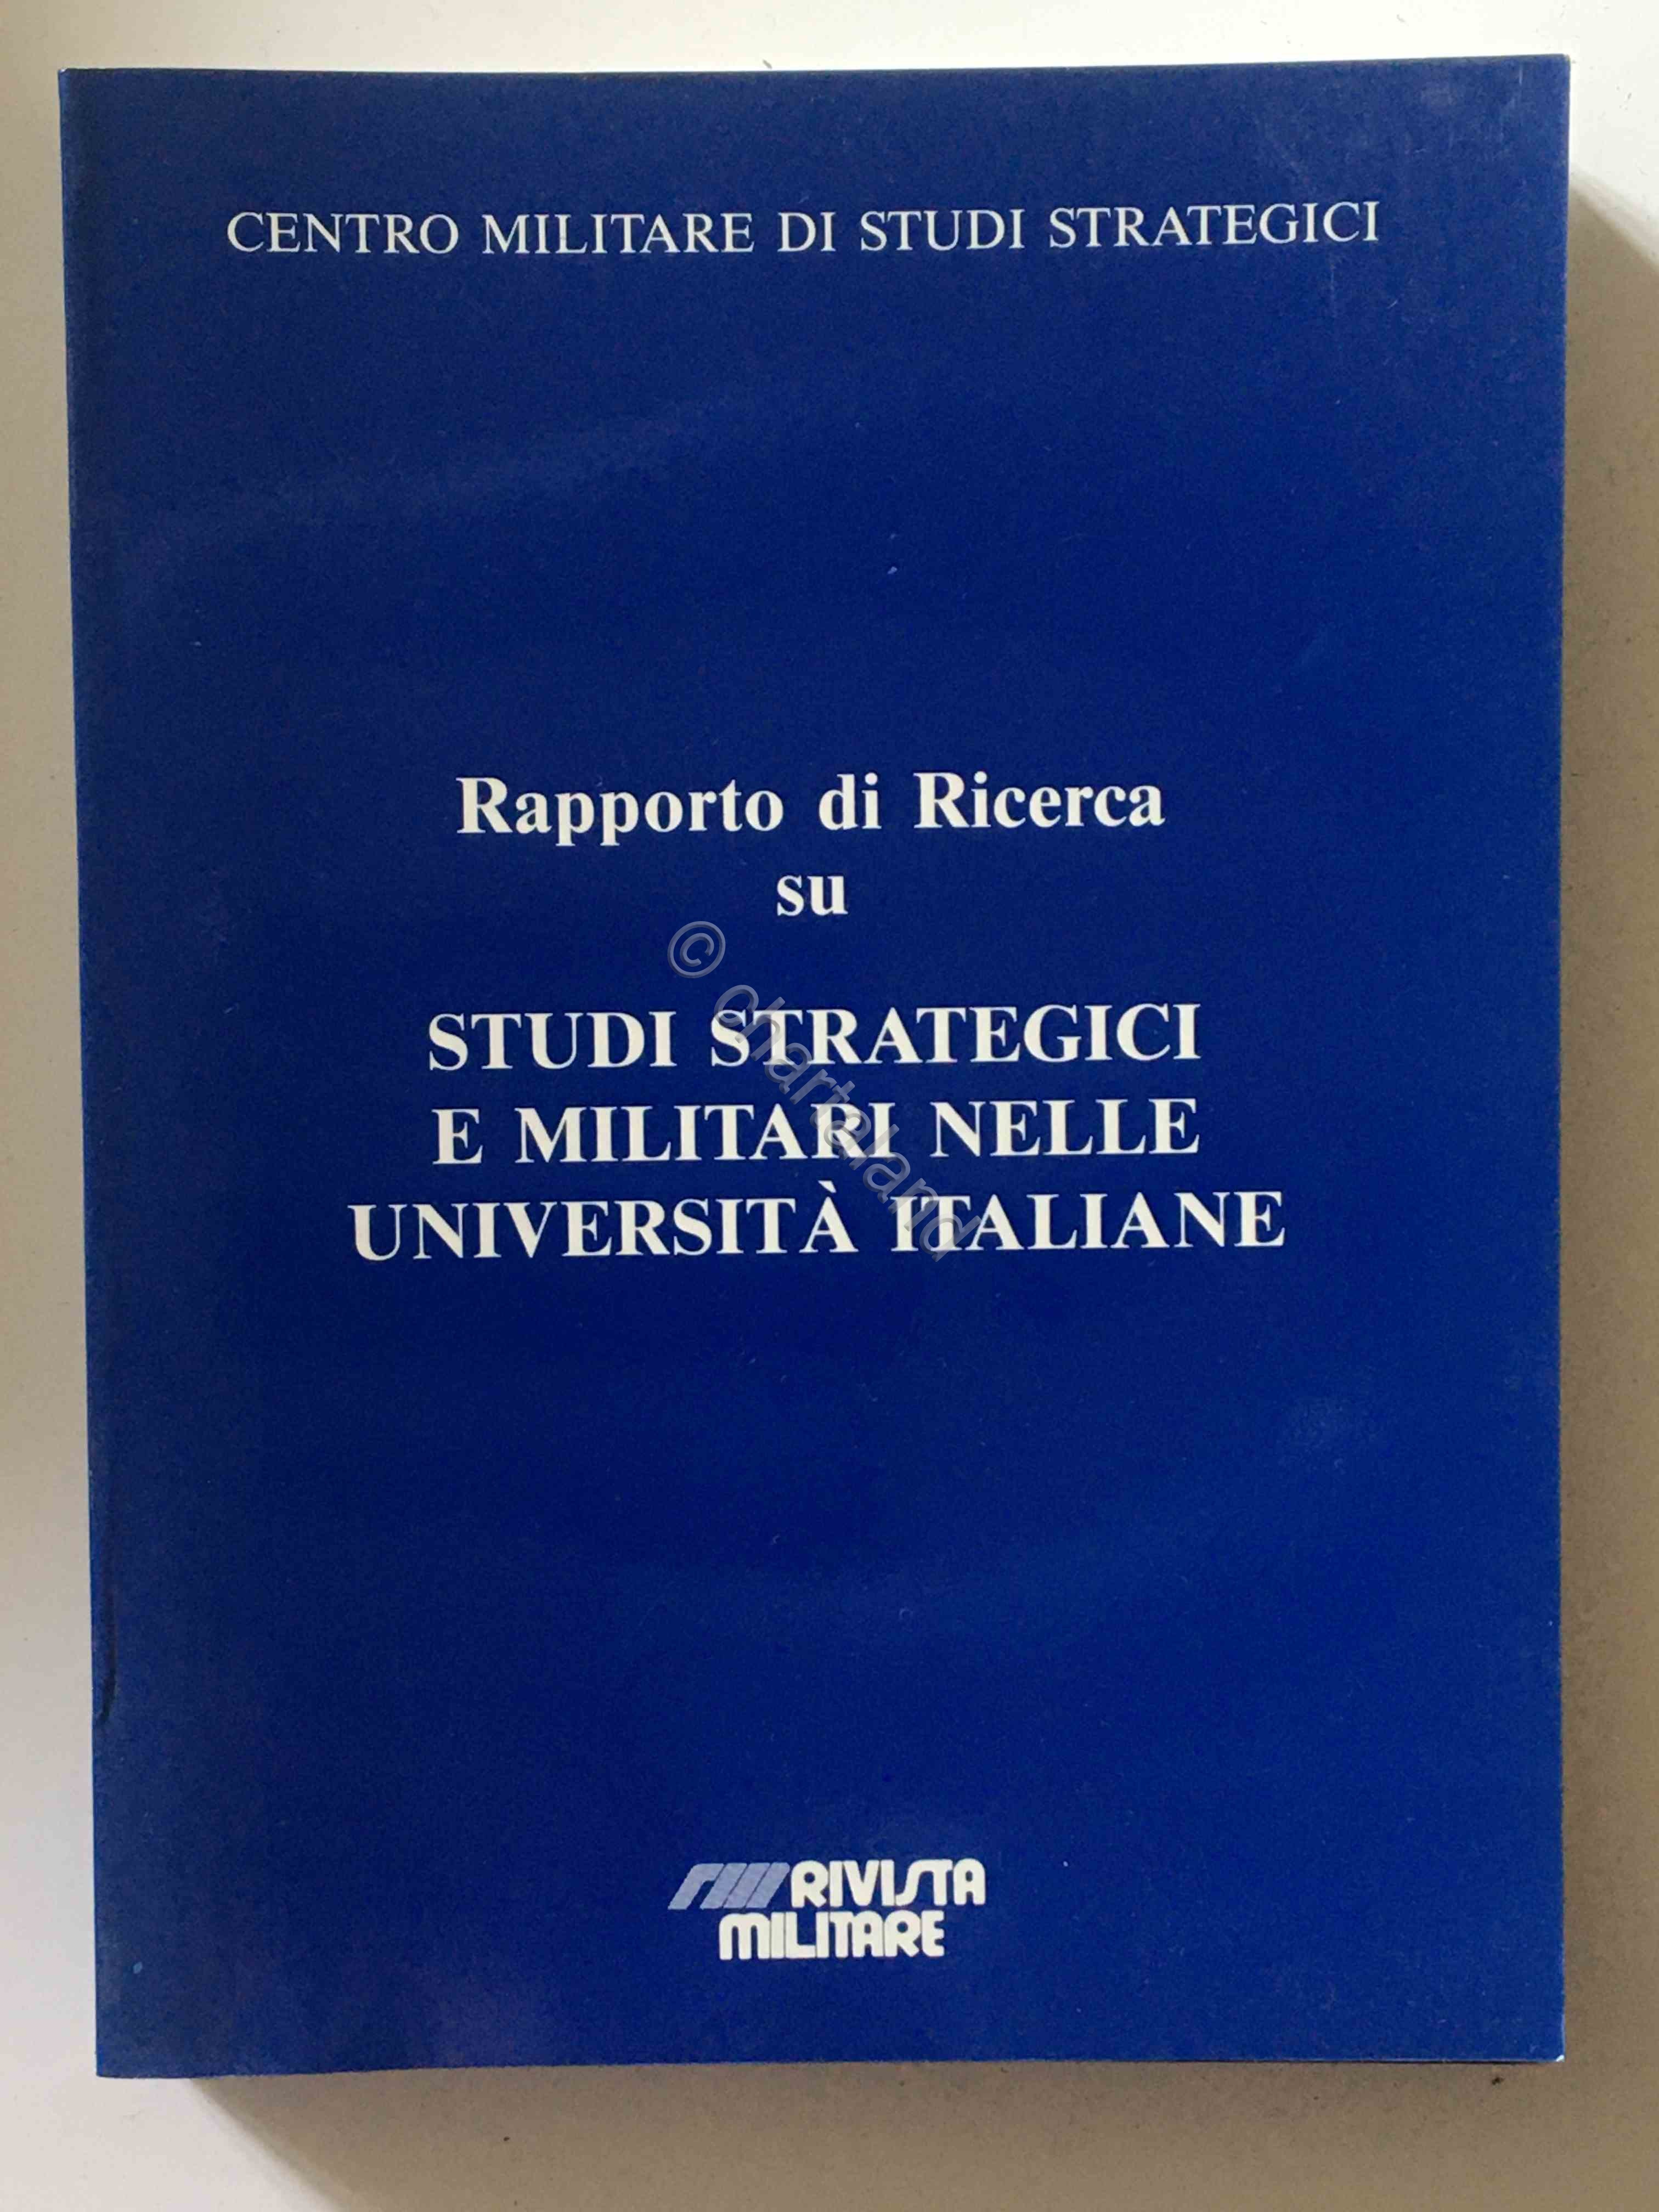 CENTRO MILITARE DI STUDI STRATEGICI
Rapporto di Ricerca
su
STUDI STRATEGICI
E MILITARI NELLE
UNIVERSITÀ ITALIANE
© chartaland
RIVISTA
MILITARE